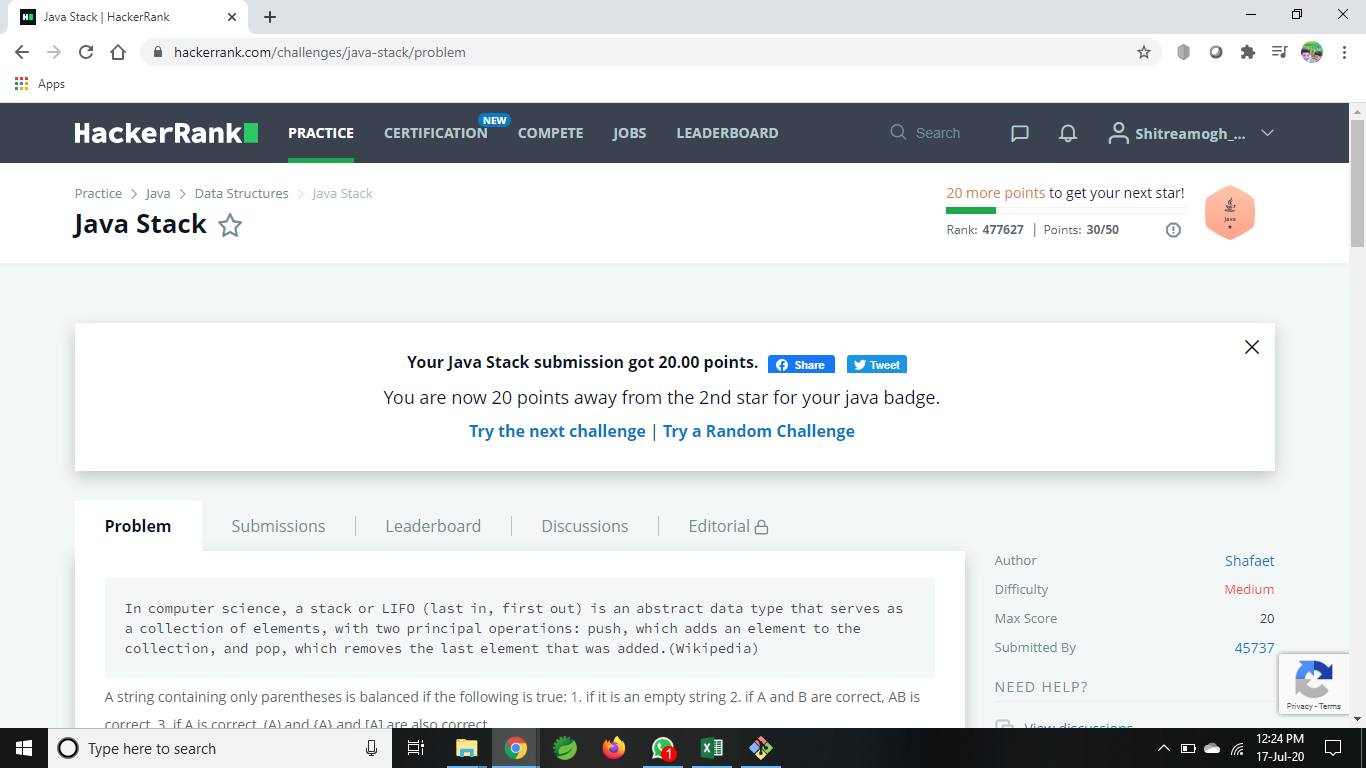 Java Stack | HackerRank
hackerrank.com/challenges/java-stack/problem
Apps
HackerRank
PRACTICE
CERTIFICATION
NEW
COMPETE
JOBS
LEADERBOARD
Search
Shitreamogh_...
Practice > Java > Data Structures > Java Stack
Java Stack
20 more points to get your next star!
Rank: 477627 | Points: 30/50
Java
Your Java Stack submission got 20.00 points.
Share
Tweet
You are now 20 points away from the 2nd star for your java badge.
Try the next challenge | Try a Random Challenge
Problem
Submissions
Leaderboard
Discussions
Editorial
In computer science, a stack or LIFO (last in, first out) is an abstract data type that serves as
a collection of elements, with two principal operations: push, which adds an element to the
collection, and pop, which removes the last element that was added.(Wikipedia)
A string containing only parentheses is balanced if the following is true: 1. if it is an empty string 2. if A and B are correct, AB is
correct, 3. if A is correct, (A) and {A} and [A] are also correct.
Author Shafaet
Difficulty Medium
Max Score 20
Submitted By 45737
NEED HELP?
View discussions
Privacy - Terms
Type here to search
1
12:24 PM
17-Jul-20